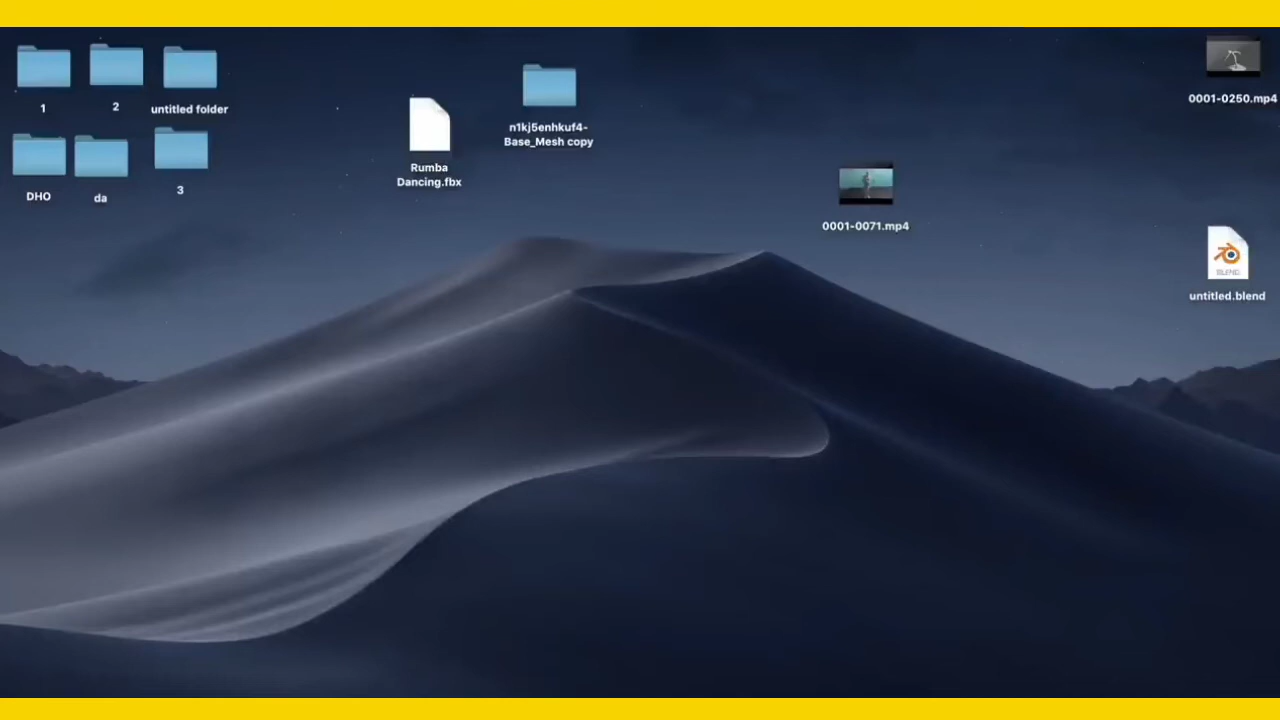 1
2
untitled folder
DHO
da
3
Rumba
Dancing.fbx
n1kj5enhkuf4-
Base_Mesh copy
0001-0071.mp4
0001-0250.mp4
BLEND
untitled.blend